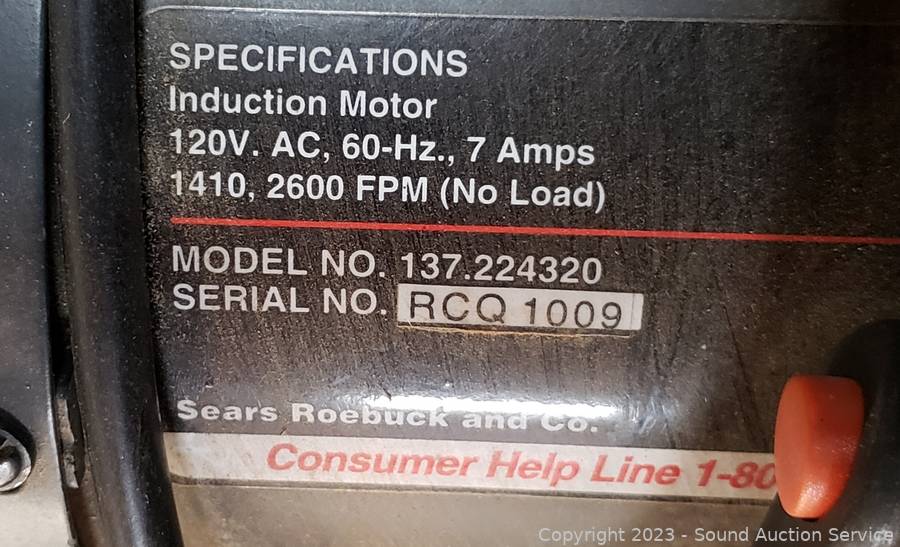 SPECIFICATIONS
Induction Motor
120V. AC, 60-Hz., 7 Amps
1410, 2600 FPM (No Load)
MODEL NO. 137.224320
SERIAL NO. RCQ 1009
Sears Roebuck and Co.
Consumer Help Line 1-80
Copyright 2023 - Sound Auction Service